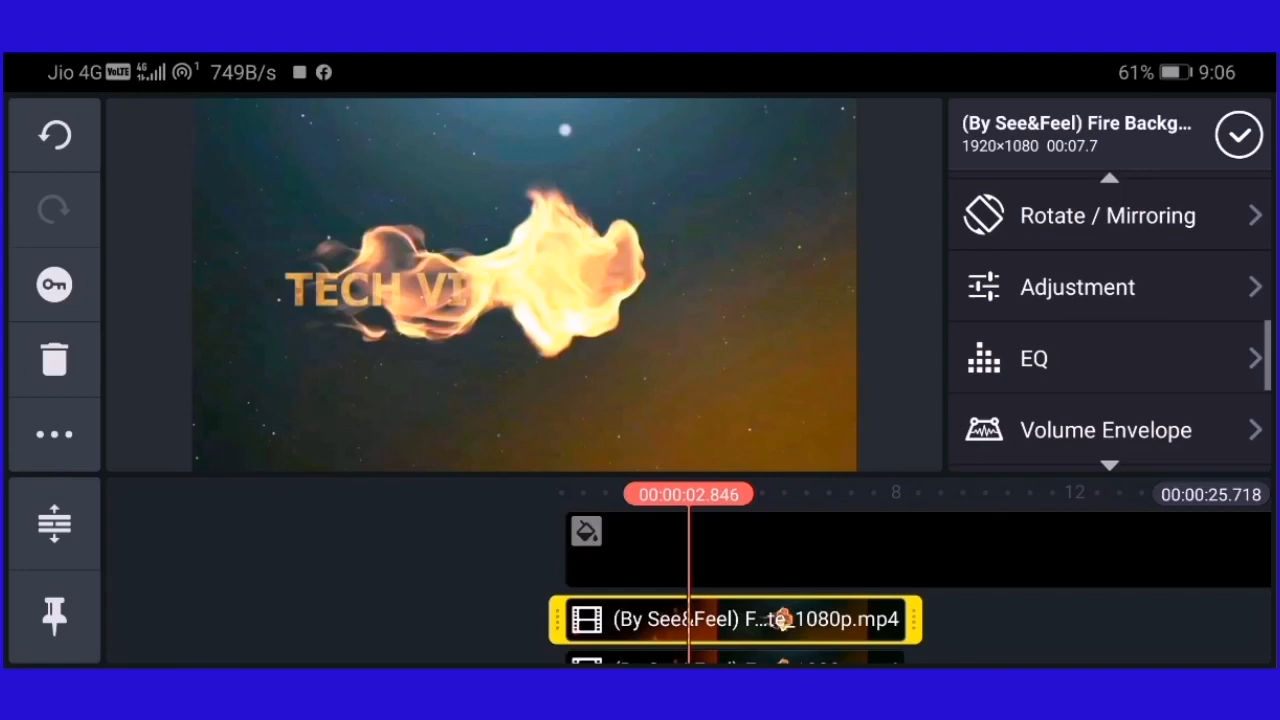 Jio 4G VoLTE 4G 1 749B/s
61% 9:06
(By See&Feel) Fire Backg...
1920×1080 00:07.7
Rotate / Mirroring
Adjustment
EQ
Volume Envelope
TECH VI
00:00:02.846
8
12
00:00:25.718
(By See&Feel) F...te_1080p.mp4